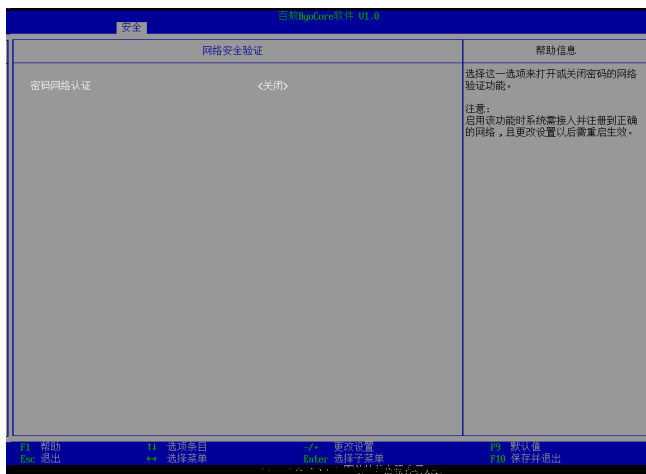 百敖ByoCore软件 V1.0
安全
网络安全验证
帮助信息
密码网络认证 <关闭>
选择这一选项来打开或关闭密码的网络
验证功能。
注意：
启用该功能时系统需接入并注册到正确
的网络，且更改设置以后需重启生效。
F1 帮助 ↑↓ 选项条目 -/+ 更改设置 F9 默认值
Esc 退出 ↔ 选择菜单 Enter 选择子菜单 F10 保存并退出